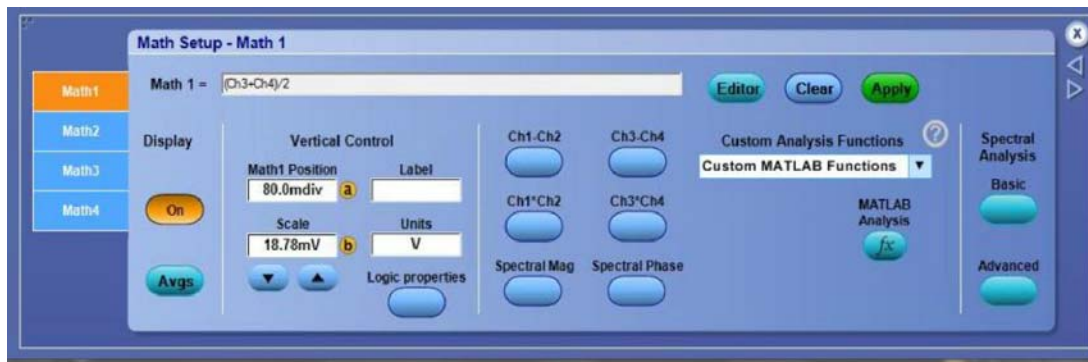 X
Math Setup - Math 1
Math1
Math2
Math3
Math4
Math 1 = (Ch3+Ch4)/2
Editor Clear Apply
Display
On
Avgs
Vertical Control
Math1 Position Label
80.0mdiv a
Scale Units
18.78mV b V
Logic properties
Ch1-Ch2 Ch3-Ch4
Ch1*Ch2 Ch3*Ch4
Spectral Mag Spectral Phase
Custom Analysis Functions ?
Custom MATLAB Functions
MATLAB
Analysis
fx
Spectral
Analysis
Basic
Advanced